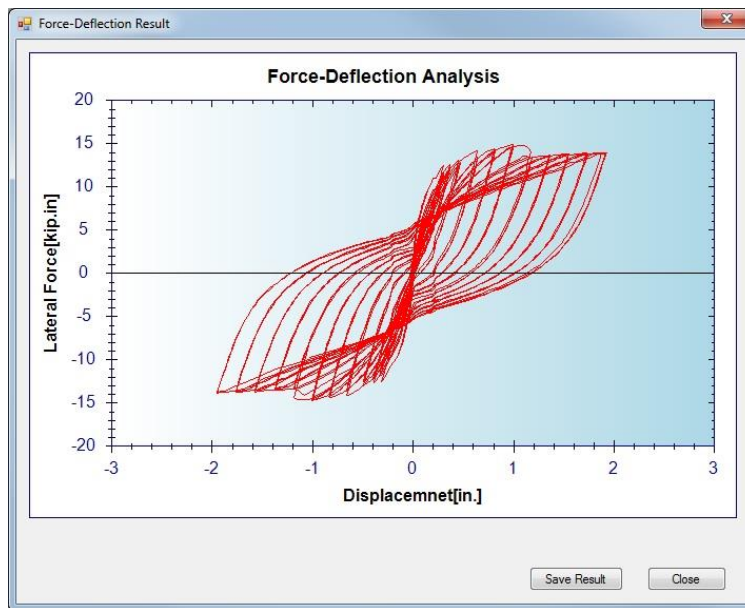 Force-Deflection Result
Force-Deflection Analysis
Lateral Force[kip.in]
20
15
10
5
0
-5
-10
-15
-20
-3 -2 -1 0 1 2 3
Displacemnet[in.]
Save Result Close